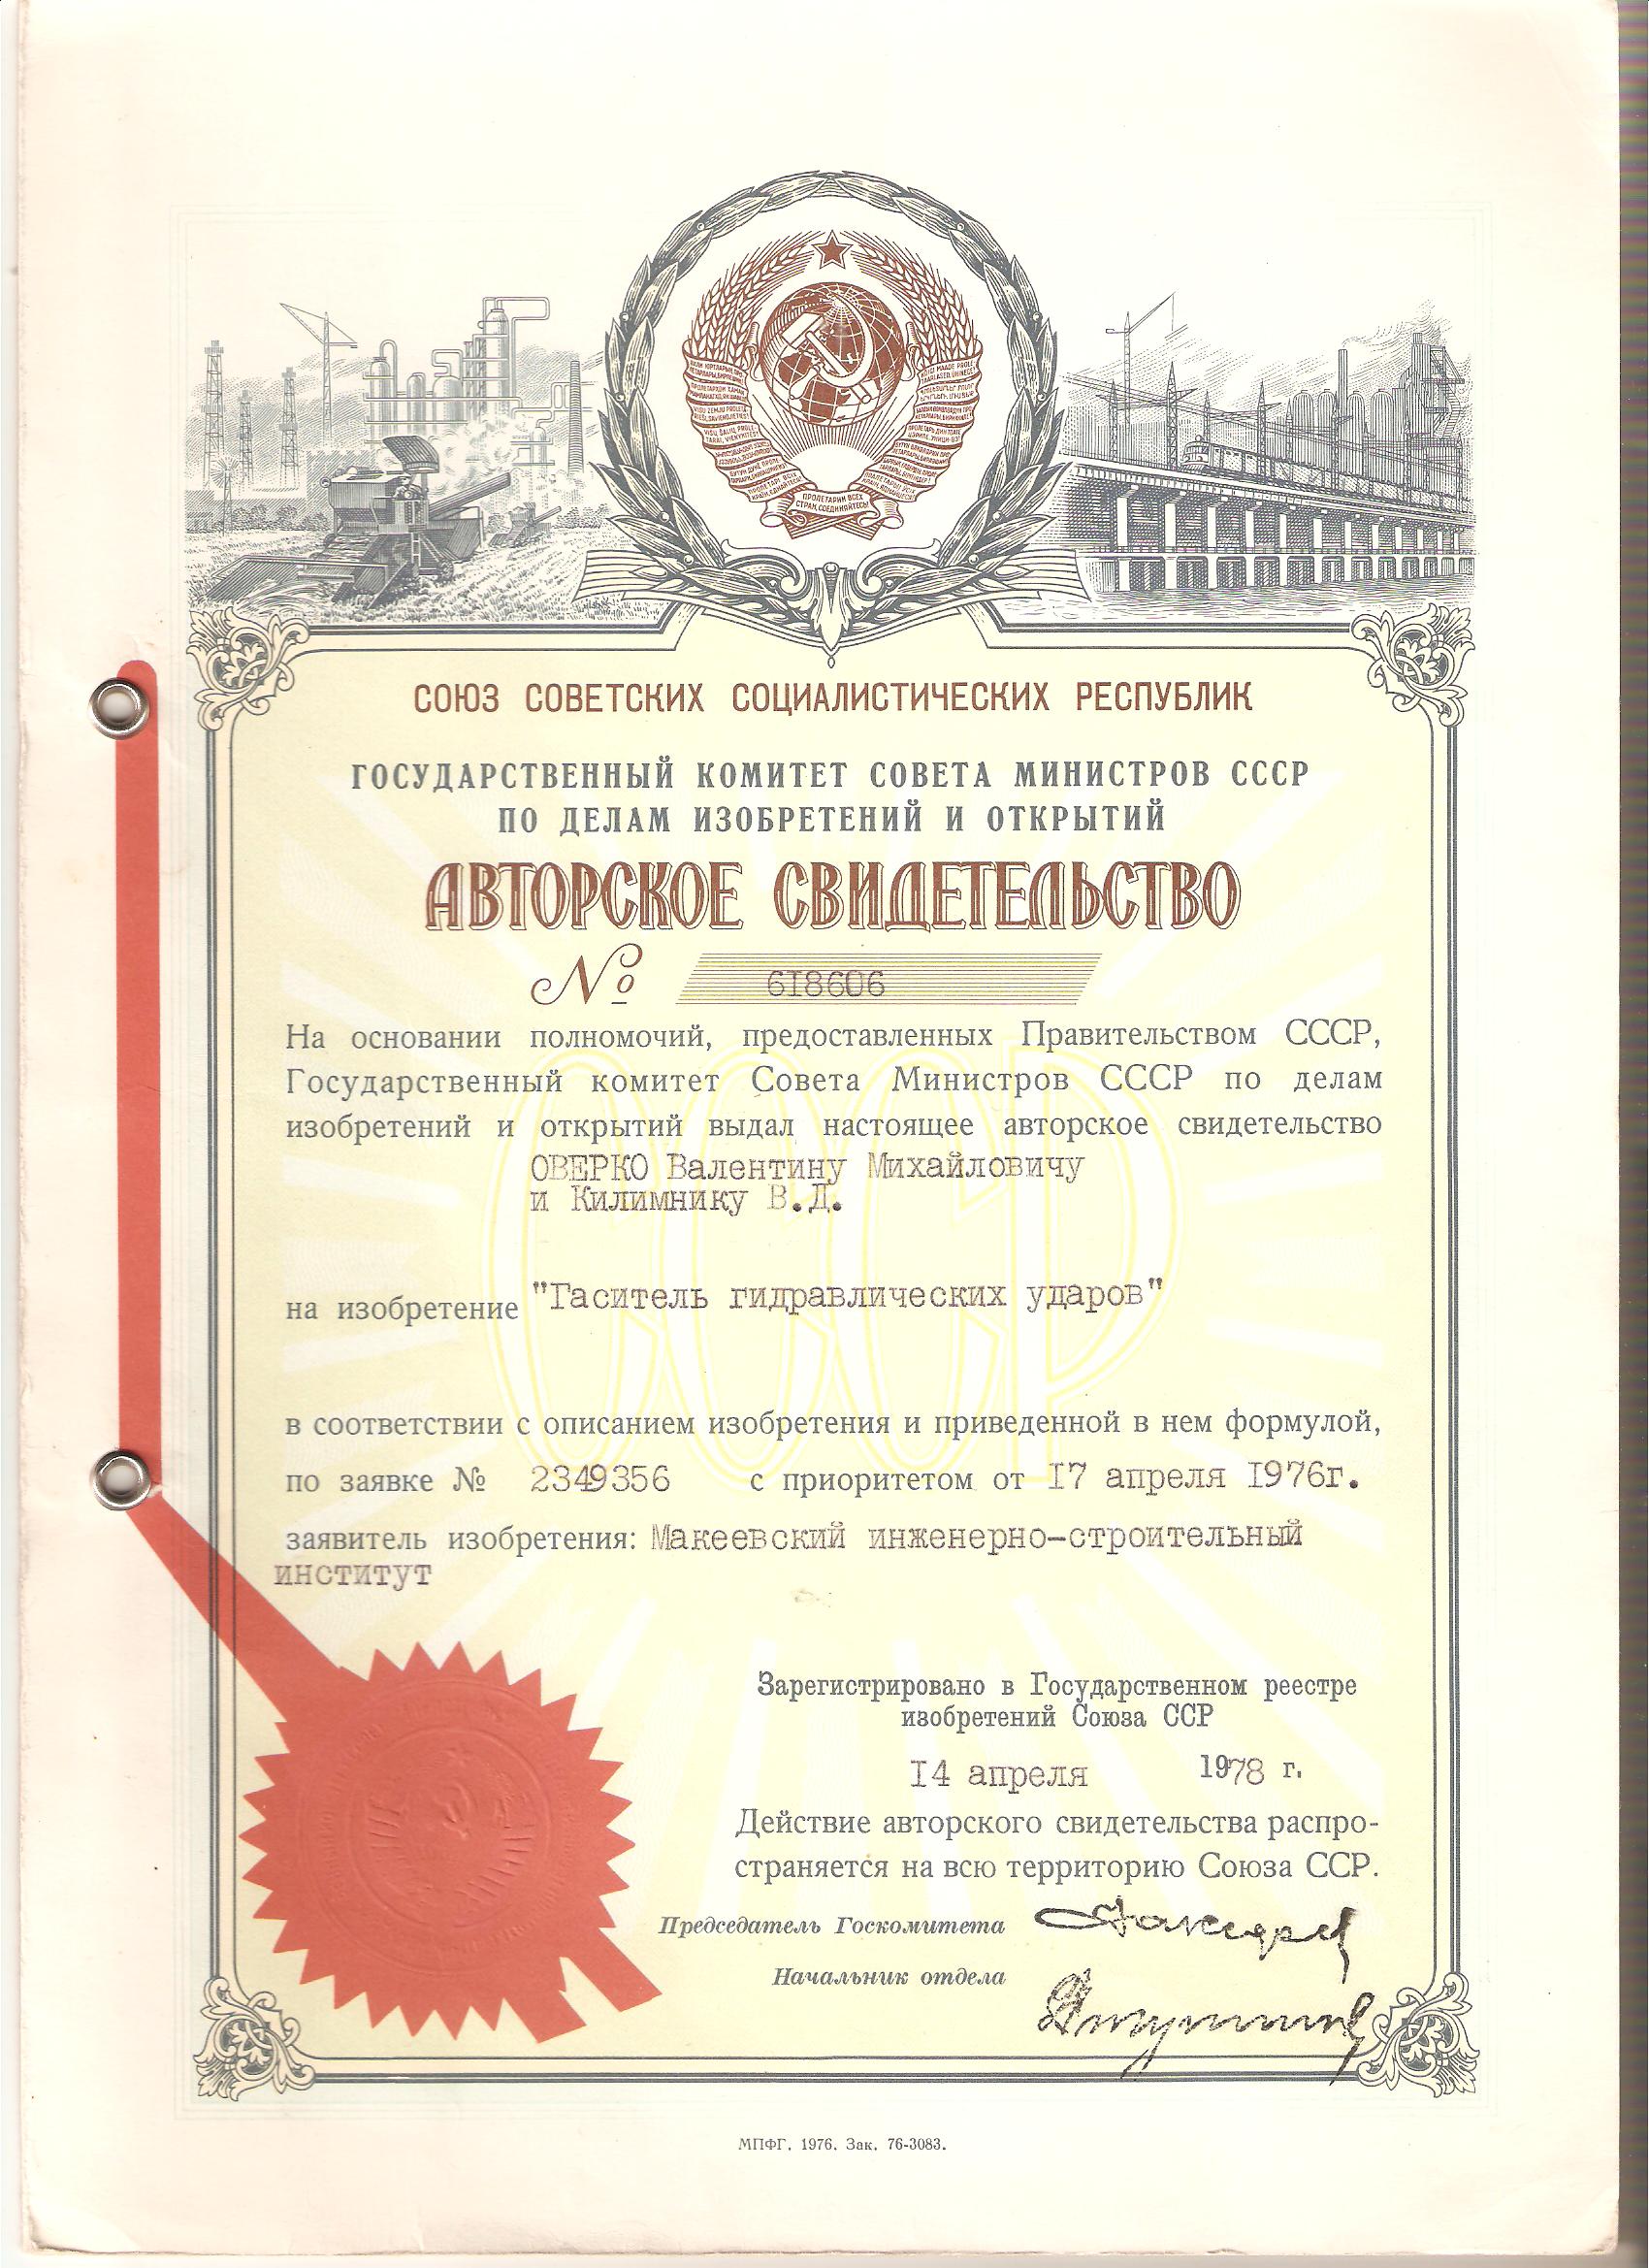 ПРОЛЕТАРИИ ВСЕХ
СТРАН, СОЕДИНЯЙТЕСЬ!
СОЮЗ СОВЕТСКИХ СОЦИАЛИСТИЧЕСКИХ РЕСПУБЛИК
ГОСУДАРСТВЕННЫЙ КОМИТЕТ СОВЕТА МИНИСТРОВ СССР
ПО ДЕЛАМ ИЗОБРЕТЕНИЙ И ОТКРЫТИЙ
АВТОРСКОЕ СВИДЕТЕЛЬСТВО
№ 618606
На основании полномочий, предоставленных Правительством СССР,
Государственный комитет Совета Министров СССР по делам
изобретений и открытий выдал настоящее авторское свидетельство
ОВЕРКО Валентину Михайловичу
и Килимнику В.Д.
на изобретение "Гаситель гидравлических ударов"
в соответствии с описанием изобретения и приведенной в нем формулой,
по заявке № 2349356 с приоритетом от 17 апреля 1976г.
заявитель изобретения: Макеевский инженерно-строительный
институт
Зарегистрировано в Государственном реестре
изобретений Союза ССР
14 апреля 1978 г.
Действие авторского свидетельства распро-
страняется на всю территорию Союза ССР.
Председатель Госкомитета
Начальник отдела
МПФГ. 1976. Зак. 76-3083.